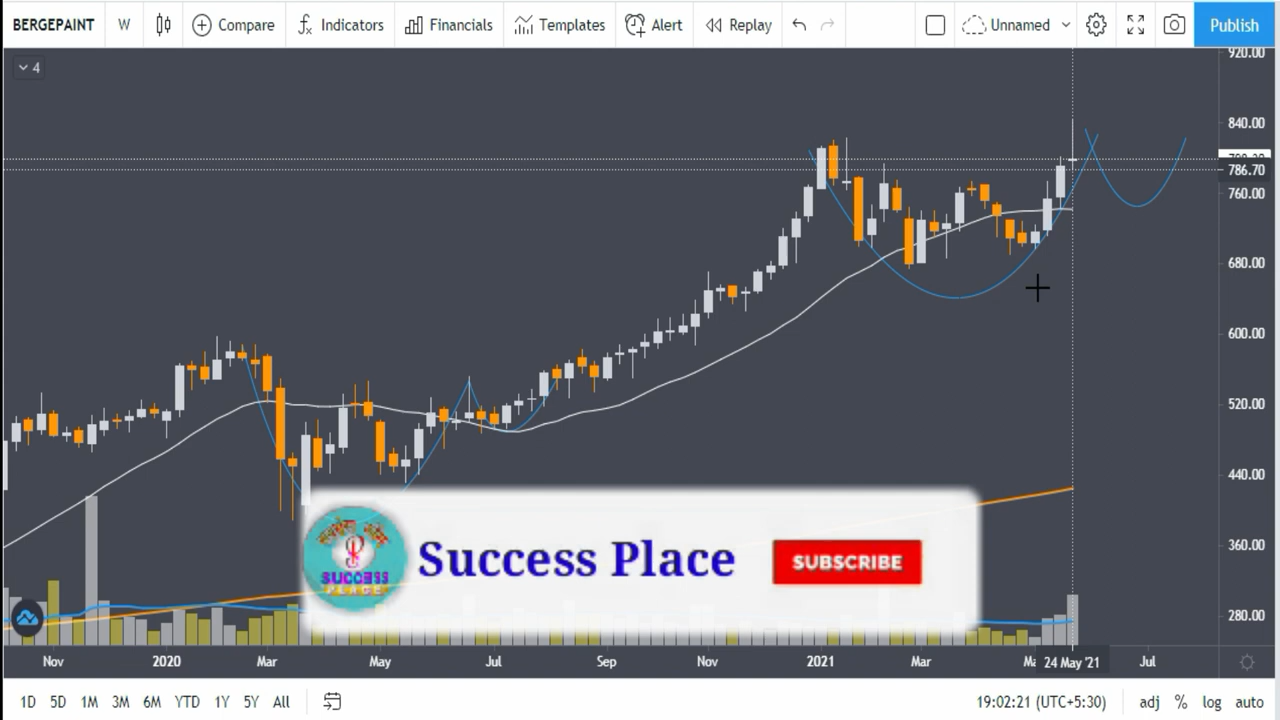 BERGEPAINT W Compare Indicators Financials Templates Alert Replay Unnamed Publish
4
920.00
840.00
786.70
760.00
680.00
600.00
520.00
440.00
360.00
280.00
Success Place
SUBSCRIBE
SUCCESS
PLACE
Nov 2020 Mar May Jul Sep Nov 2021 Mar 24 May '21 Jul
1D 5D 1M 3M 6M YTD 1Y 5Y All 19:02:21 (UTC+5:30) adj % log auto